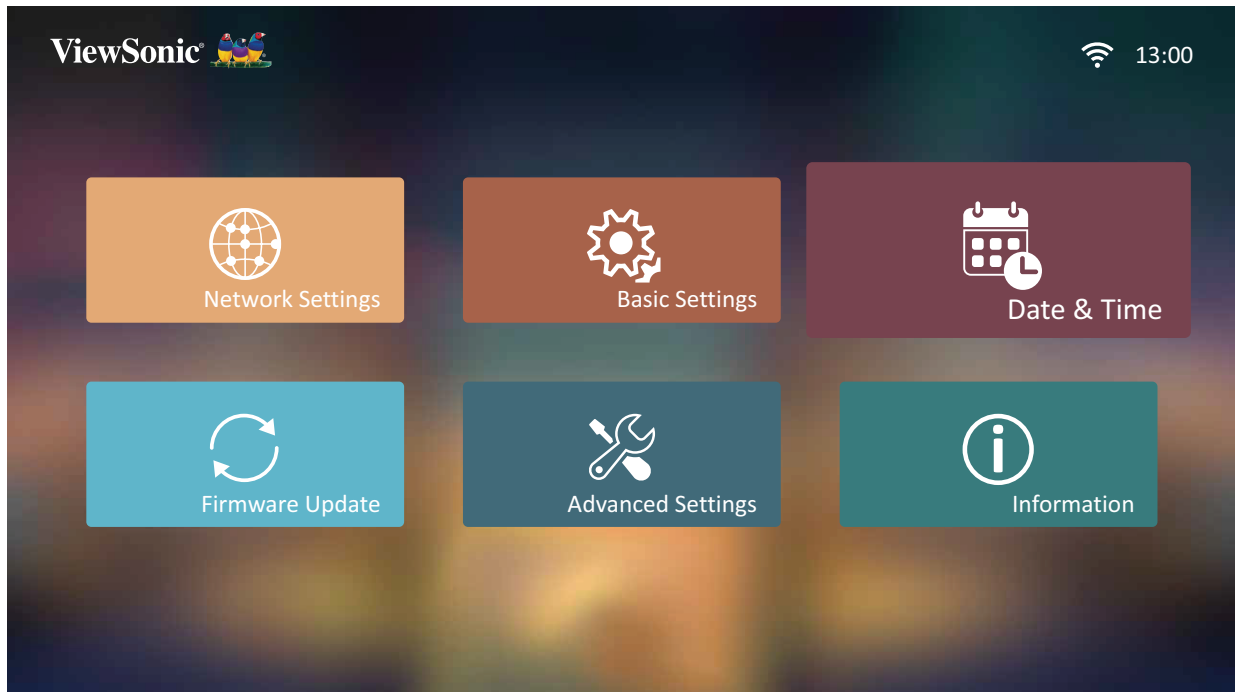 ViewSonic®
13:00
Network Settings
Basic Settings
Date & Time
Firmware Update
Advanced Settings
Information